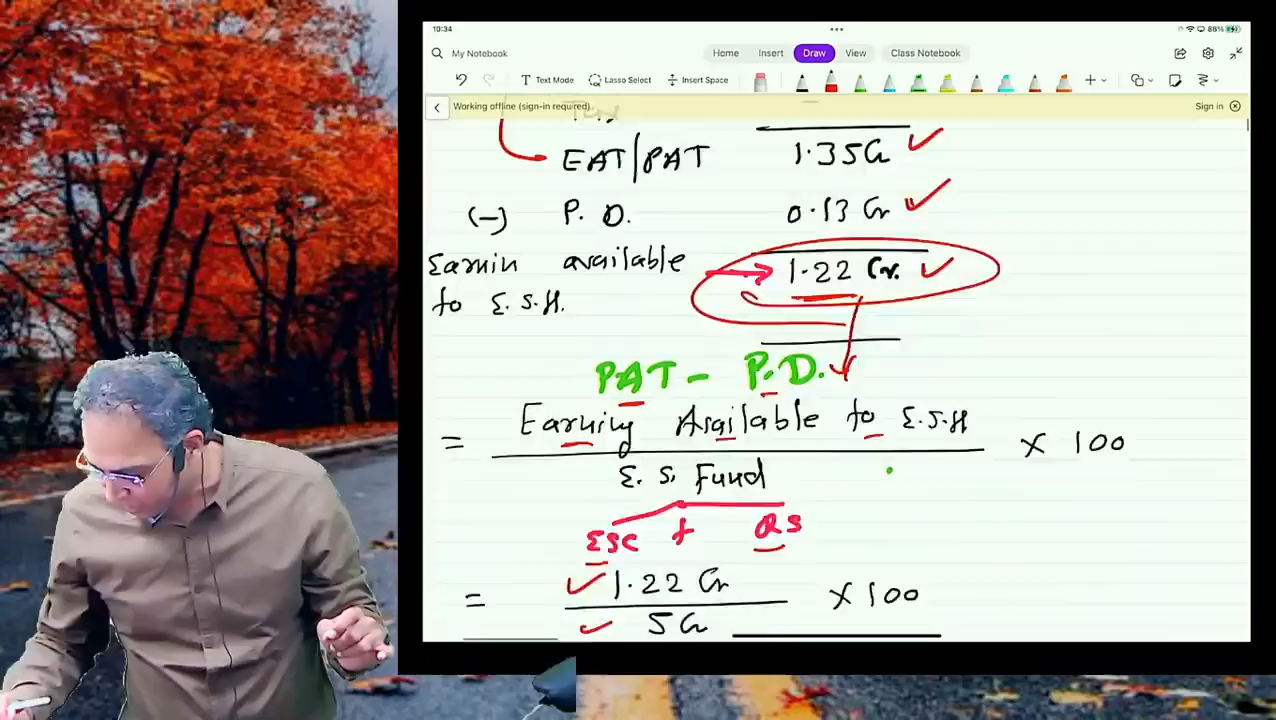 10:34 ••• 88%
My Notebook Home Insert Draw View Class Notebook
Text Mode Lasso Select Insert Space
Working offline (sign-in required). Sign in
Tax
EAT/PAT 1.35Cr
(-) P. D. 0.13 Cr
Earnin available 1.22 Cr.
to E.S.H.
PAT - P.D.
= Earning Available to E.S.H × 100
E. S. Fund
ESC + RS
= 1.22 Cr × 100
5Cr